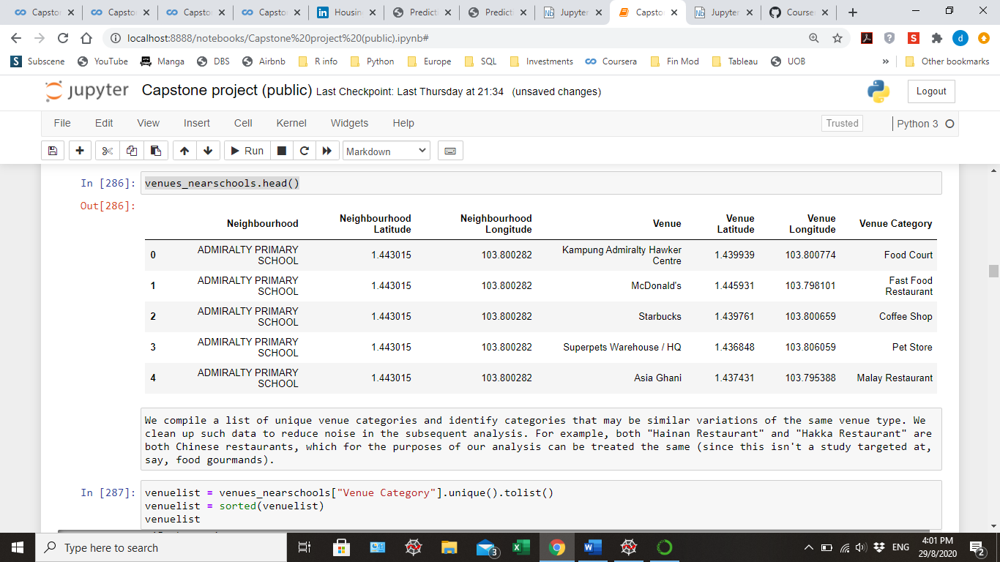 Capsto
Capsto
Capsto
Capsto
Housin
Predicti
Predicti
Jupyter
Capsto
Jupyter
Course
localhost:8888/notebooks/Capstone%20project%20(public).ipynb#
Subscene YouTube Manga DBS Airbnb R info Python Europe SQL Investments Coursera Fin Mod Tableau UOB » Other bookmarks
jupyter Capstone project (public) Last Checkpoint: Last Thursday at 21:34 (unsaved changes) Logout
File Edit View Insert Cell Kernel Widgets Help Trusted Python 3
Run Markdown
In [286]: venues_nearschools.head()
Out[286]:
Neighbourhood Neighbourhood Latitude Neighbourhood Longitude Venue Venue Latitude Venue Longitude Venue Category
0 ADMIRALTY PRIMARY SCHOOL 1.443015 103.800282 Kampung Admiralty Hawker Centre 1.439939 103.800774 Food Court
1 ADMIRALTY PRIMARY SCHOOL 1.443015 103.800282 McDonald's 1.445931 103.798101 Fast Food Restaurant
2 ADMIRALTY PRIMARY SCHOOL 1.443015 103.800282 Starbucks 1.439761 103.800659 Coffee Shop
3 ADMIRALTY PRIMARY SCHOOL 1.443015 103.800282 Superpets Warehouse / HQ 1.436848 103.806059 Pet Store
4 ADMIRALTY PRIMARY SCHOOL 1.443015 103.800282 Asia Ghani 1.437431 103.795388 Malay Restaurant
We compile a list of unique venue categories and identify categories that may be similar variations of the same venue type. We
clean up such data to reduce noise in the subsequent analysis. For example, both "Hainan Restaurant" and "Hakka Restaurant" are
both Chinese restaurants, which for the purposes of our analysis can be treated the same (since this isn't a study targeted at,
say, food gourmands).
In [287]: venuelist = venues_nearschools["Venue Category"].unique().tolist()
venuelist = sorted(venuelist)
venuelist
Type here to search
3
ENG
4:01 PM
29/8/2020
2